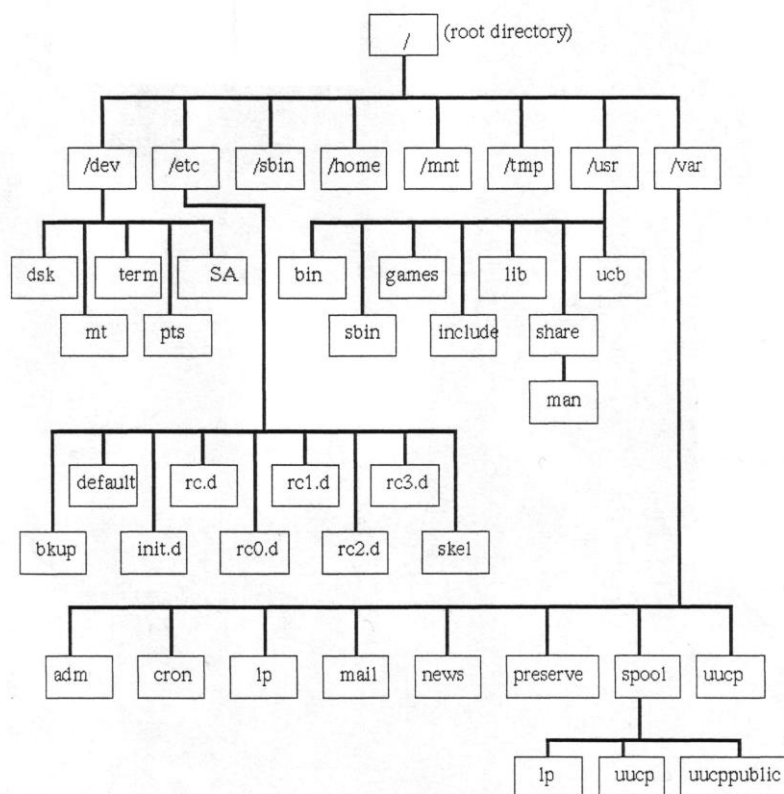 / (root directory)
/dev /etc /sbin /home /mnt /tmp /usr /var
dsk term SA bin games lib ucb
mt pts sbin include share
man
default rc.d rc1.d rc3.d
bkup init.d rc0.d rc2.d skel
adm cron lp mail news preserve spool uucp
lp uucp uucppublic